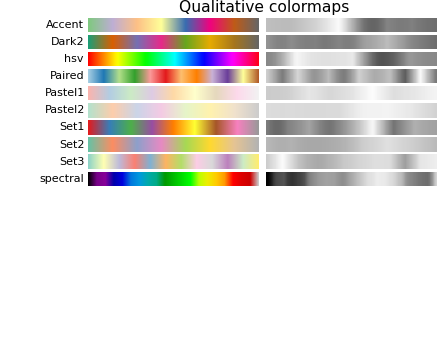 Qualitative colormaps
Accent
Dark2
hsv
Paired
Pastel1
Pastel2
Set1
Set2
Set3
spectral